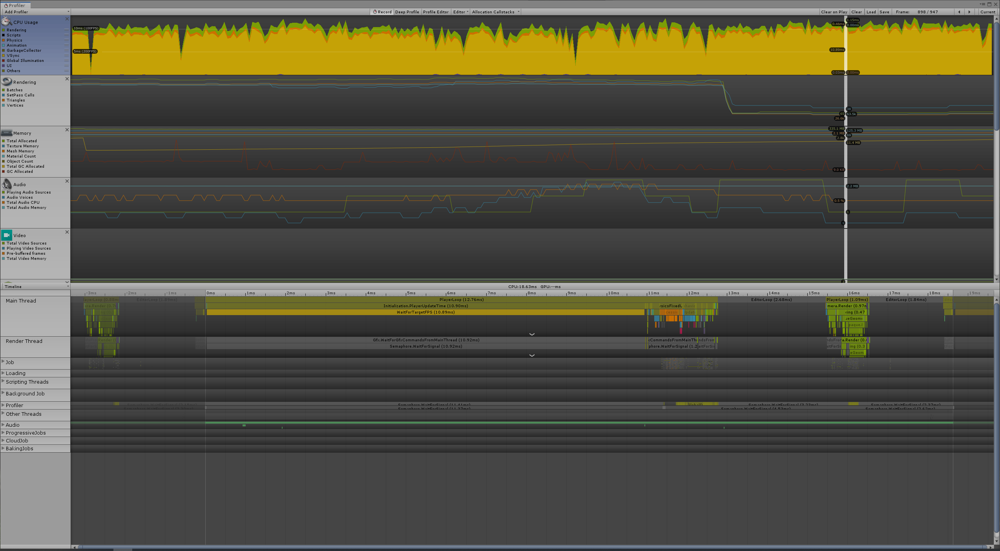 Profiler
Add Profiler
Record Deep Profile Profile Editor Editor Allocation Callstacks Clear on Play Clear Load Save Frame: 898 / 947 Current
CPU Usage
Rendering
Scripts
Physics
Animation
GarbageCollector
VSync
Global Illumination
UI
Others
10ms (100FPS)
5ms (200FPS)
1.15ms
0.46ms 0.00ms
10.89ms
0.03ms 0.00ms
Rendering
Batches
SetPass Calls
Triangles
Vertices
38
65 63.5k
26.6k
Memory
Total Allocated
Texture Memory
Mesh Memory
Material Count
Object Count
Total GC Allocated
GC Allocated
335.1 MB 125.3 MB
2.1 MB 69
2.8k
11.4 MB
9.0 KB
Audio
Playing Audio Sources
Audio Voices
Total Audio CPU
Total Audio Memory
2.2 MB
0.5 %
1
1
Video
Total Video Sources
Playing Video Sources
Pre-buffered frames
Total Video Memory
Timeline CPU:18.63ms GPU:--ms
-3ms -2ms -1ms 0ms 1ms 2ms 3ms 4ms 5ms 6ms 7ms 8ms 9ms 10ms 11ms 12ms 13ms 14ms 15ms 16ms 17ms 18ms 19ms
Main Thread
layerLoop (0.88ms EditorLoop (1.89ms) PlayerLoop (12.76ms) EditorLoop (2.68ms) PlayerLoop (1.09ms) EditorLoop (1.84ms)
era.Render (0.7 Initialization.PlayerUpdateTime (10.90ms) sicsFixedU havio mera.Render (0.97m
WaitForTargetFPS (10.89ms) cessi Updat ving (0.47
ueGeome
paque.l
Render Thread
Render (0 Gfx.WaitForGfxCommandsFromMainThread (10.92ms) CommandsFromMainTh ndsFron a.Render (0.
Semaphore.WaitForSignal (10.92ms) phore.WaitForSignal (1.2 aitForSi ing (0.3
eGeom
Job
Loading
Scripting Threads
Background Job
Profiler
Semaphore.WaitForSignal (2.15ms) Semaphore.WaitForSignal (11.41ms) GlobalD Semaphore.WaitForSignal (3.23ms) Semaphore.WaitForSignal (2.37ms)
Semaphore.WaitForSignal (11.37ms) Semaphore.WaitForSignal (4.53ms) Semaphore.WaitForSignal (2.62ms)
Other Threads
Audio
ProgressiveJobs
CloudJob
BakingJobs